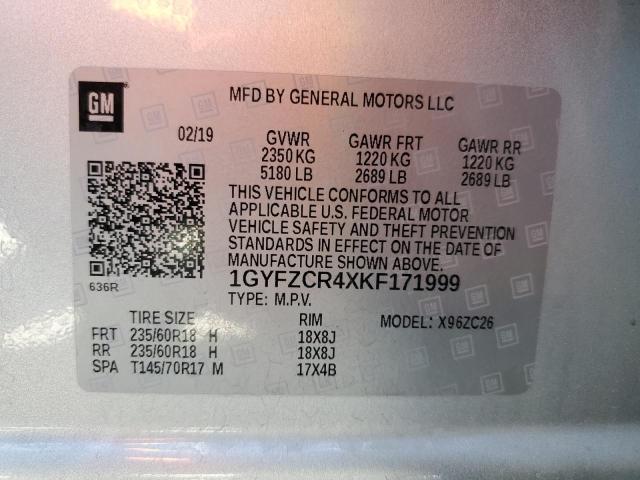 GM
MFD BY GENERAL MOTORS LLC
02/19 GVWR GAWR FRT GAWR RR
2350 KG 1220 KG 1220 KG
5180 LB 2689 LB 2689 LB
THIS VEHICLE CONFORMS TO ALL
APPLICABLE U.S. FEDERAL MOTOR
VEHICLE SAFETY AND THEFT PREVENTION
STANDARDS IN EFFECT ON THE DATE OF
MANUFACTURE SHOWN ABOVE.
636R
1GYFZCR4XKF171999
TYPE: M.P.V.
TIRE SIZE RIM MODEL: X96ZC26
FRT 235/60R18 H 18X8J
RR 235/60R18 H 18X8J
SPA T145/70R17 M 17X4B